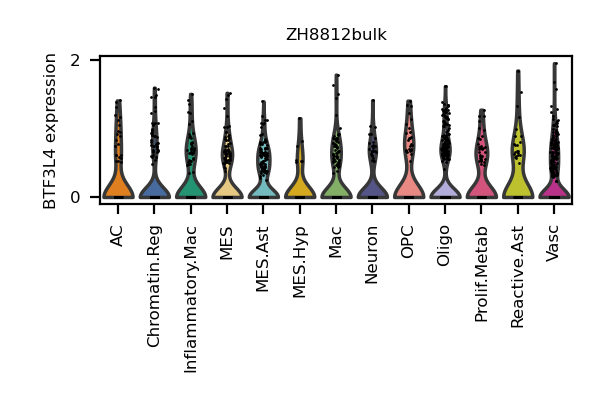 ZH8812bulk
BTF3L4 expression
2
0
AC
Chromatin.Reg
Inflammatory.Mac
MES
MES.Ast
MES.Hyp
Mac
Neuron
OPC
Oligo
Prolif.Metab
Reactive.Ast
Vasc